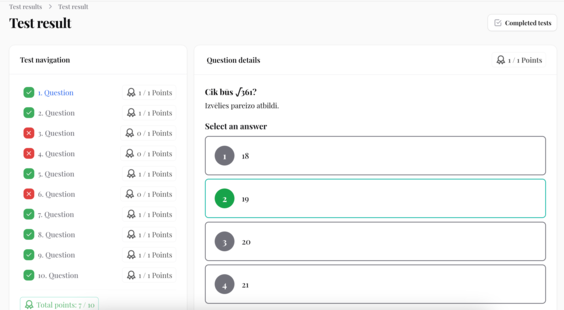 Test results > Test result
Test result
Completed tests
Test navigation
1. Question 1 / 1 Points
2. Question 1 / 1 Points
3. Question 0 / 1 Points
4. Question 0 / 1 Points
5. Question 1 / 1 Points
6. Question 0 / 1 Points
7. Question 1 / 1 Points
8. Question 1 / 1 Points
9. Question 1 / 1 Points
10. Question 1 / 1 Points
Total points: 7 / 10
Question details
1 / 1 Points
Cik būs √361?
Izvēlies pareizo atbildi.
Select an answer
1 18
2 19
3 20
4 21